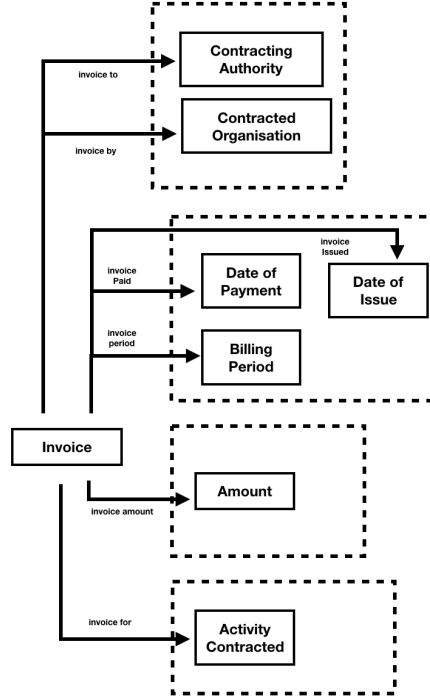 Contracting
Authority
invoice to
Contracted
Organisation
invoice by
invoice
Issued
invoice
Paid
Date of
Payment
Date of
Issue
invoice
period
Billing
Period
Invoice
Amount
invoice amount
invoice for
Activity
Contracted